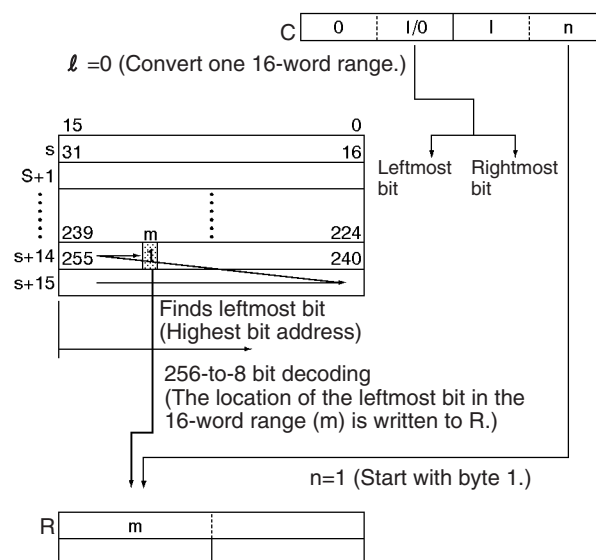 C 0 1/0 l n
ℓ =0 (Convert one 16-word range.)
15 0
s 31 16
S+1
Leftmost bit
Rightmost bit
239 m 224
s+14 255 1 240
s+15
Finds leftmost bit
(Highest bit address)
256-to-8 bit decoding
(The location of the leftmost bit in the
16-word range (m) is written to R.)
n=1 (Start with byte 1.)
R m